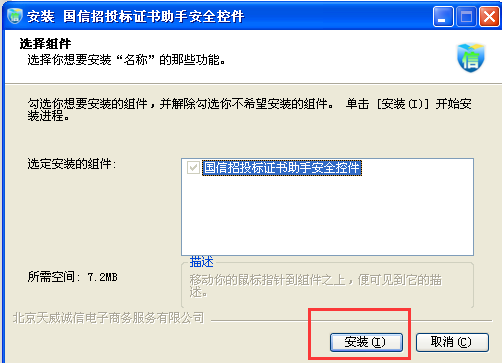 安装 国信招投标证书助手安全控件
选择组件
选择你想要安装“名称”的那些功能。
信
勾选你想要安装的组件，并解除勾选你不希望安装的组件。 单击 [安装(I)] 开始安
装进程。
选定安装的组件:
国信招投标证书助手安全控件
描述
移动你的鼠标指针到组件之上，便可见到它的描
述。
所需空间: 7.2MB
北京天威诚信电子商务服务有限公司
安装(I) 取消(C)